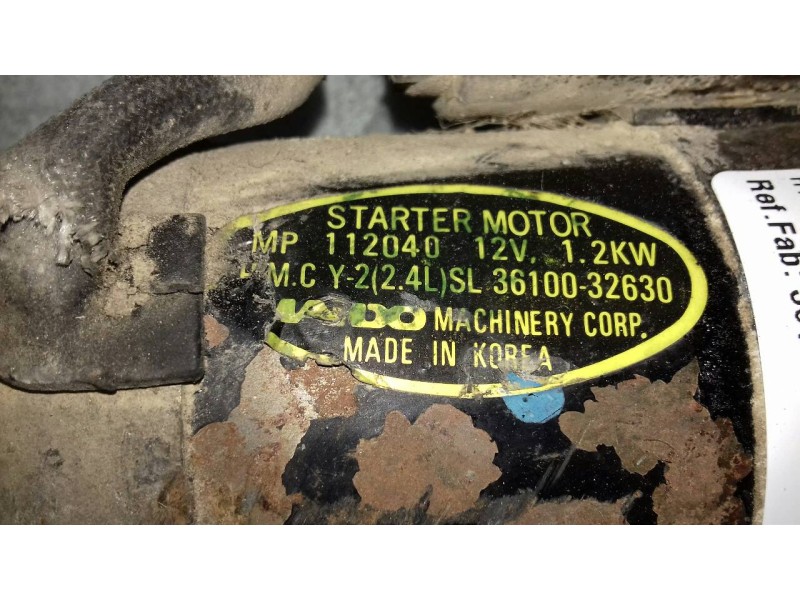 STARTER MOTOR
MP 112040 12V. 1.2KW
H.M.C Y-2(2.4L)SL 36100-32630
MACHINERY CORP.
MADE IN KOREA
Ref.Fab: